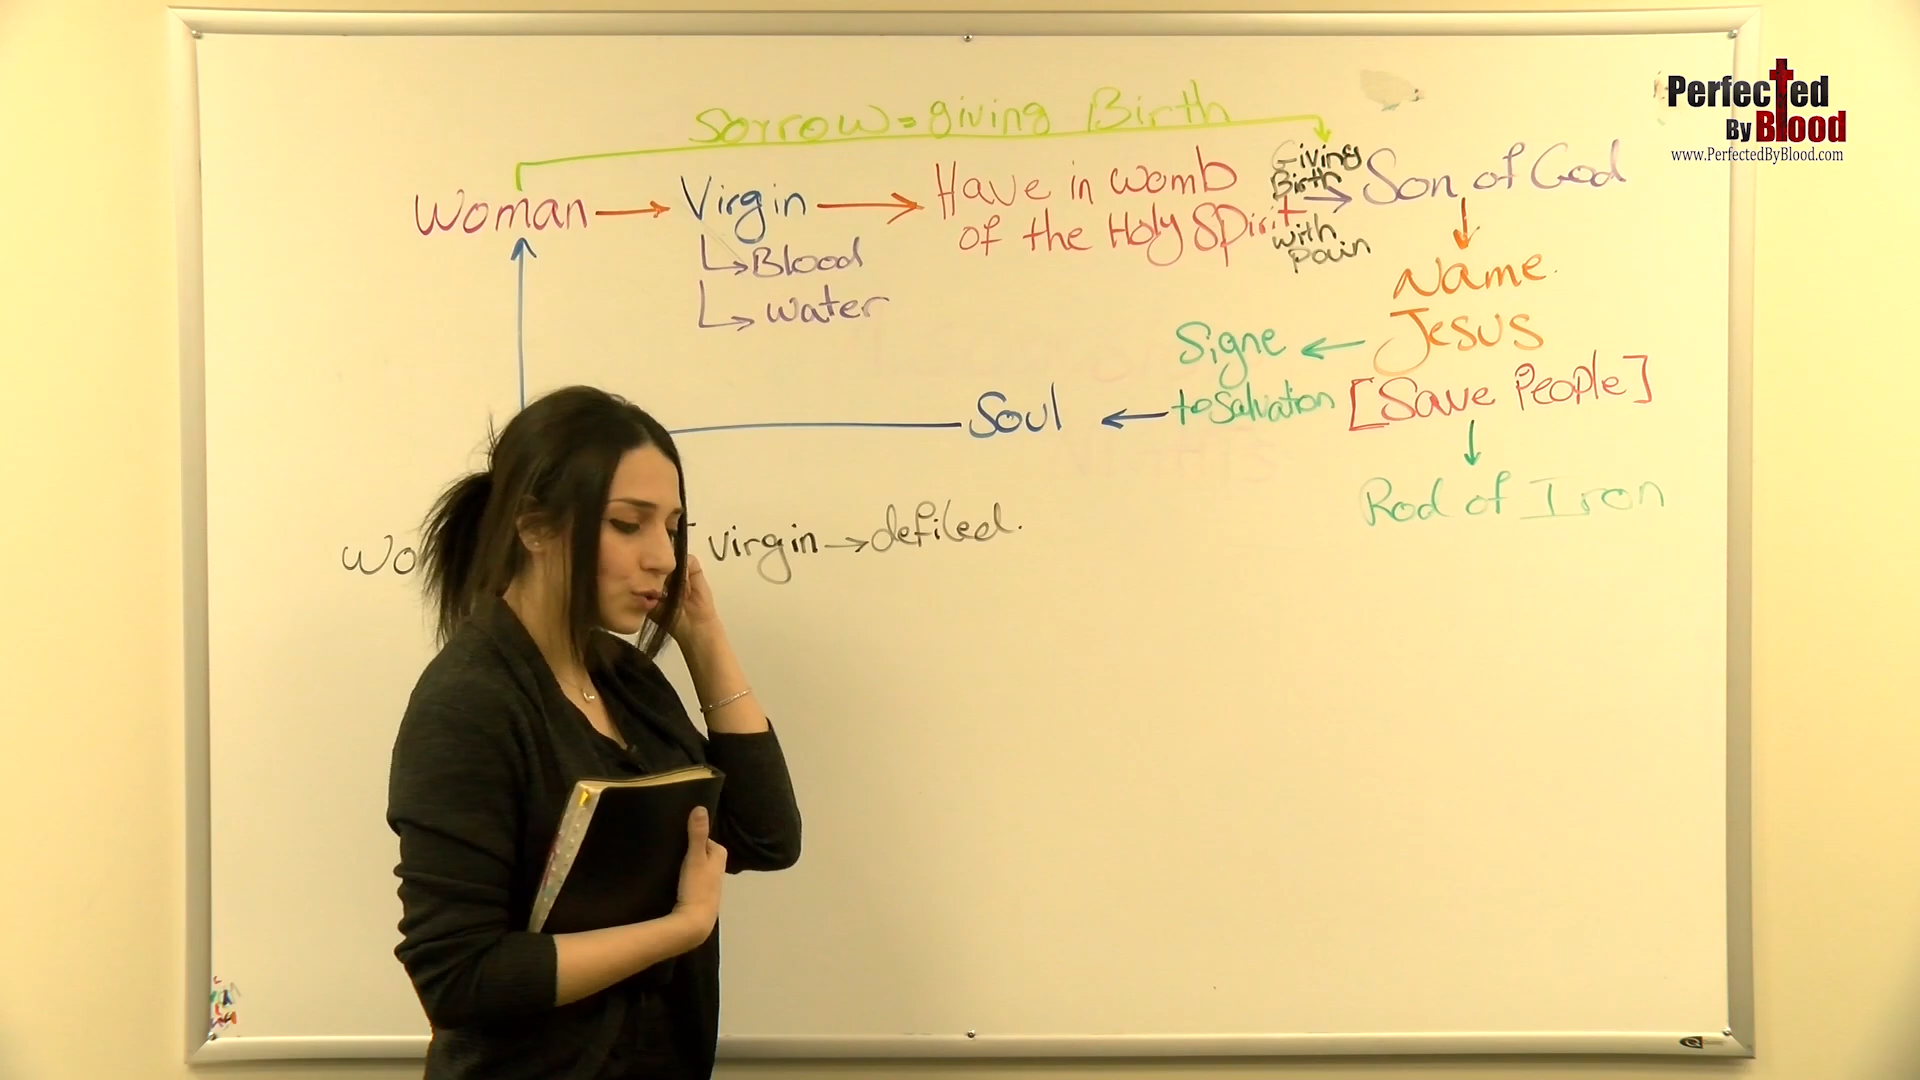 Perfected
By Blood
www.PerfectedByBlood.com
Sorrow = giving Birth
Woman → Virgin → Have in womb
of the Holy Spirit
Giving
Birth
with
Pain
→ Son of God
↳ Blood
↳ water
Name
Jesus
Signe ←
[Save People]
Soul ← to Salvation
Rod of Iron
Wo
virgin → defiled.